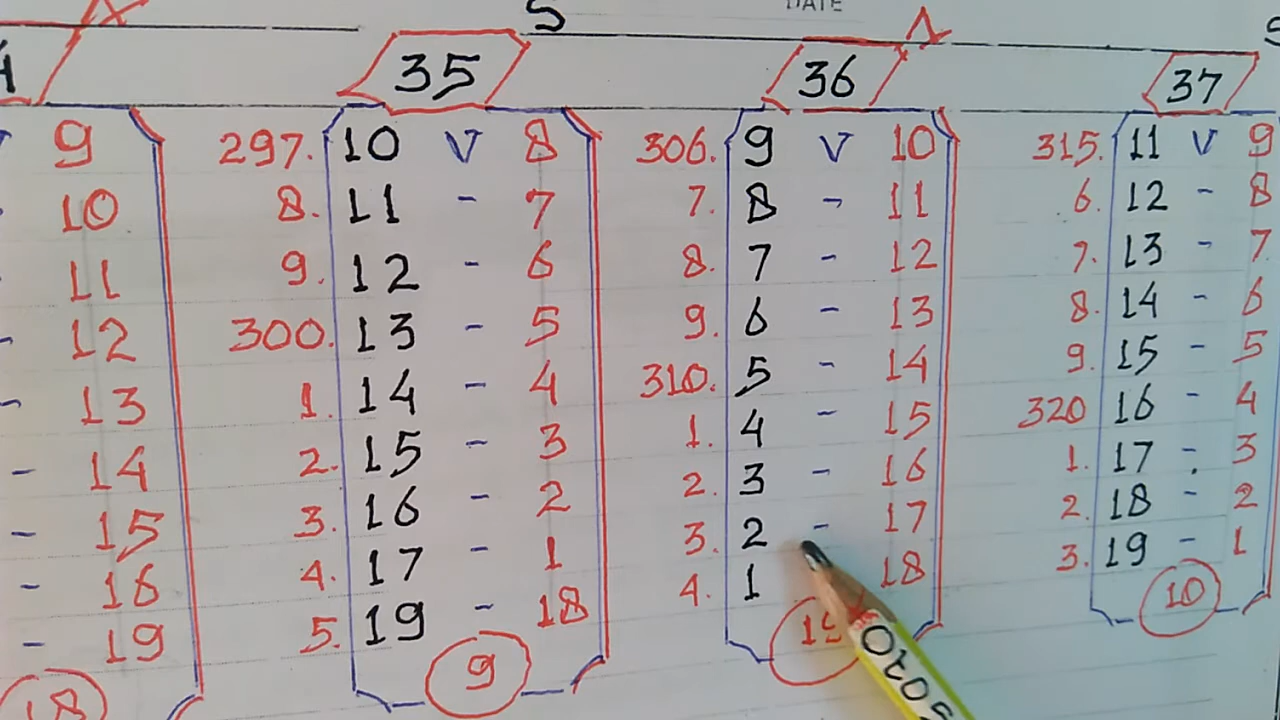 DATE
S
35 36 37
9 297. 10 V 8 306. 9 V 10 315. 11 V 9
10 8. 11 - 7 7. 8 - 11 6. 12 - 8
11 9. 12 - 6 8. 7 - 12 7. 13 - 7
12 300. 13 - 5 9. 6 - 13 8. 14 - 6
13 1. 14 - 4 310. 5 - 14 9. 15 - 5
14 2. 15 - 3 1. 4 - 15 320 16 - 4
15 3. 16 - 2 2. 3 - 16 1. 17 - 3
16 4. 17 - 1 3. 2 - 17 2. 18 - 2
19 5. 19 - 18 4. 1 18 3. 19 - 1
18 9 10